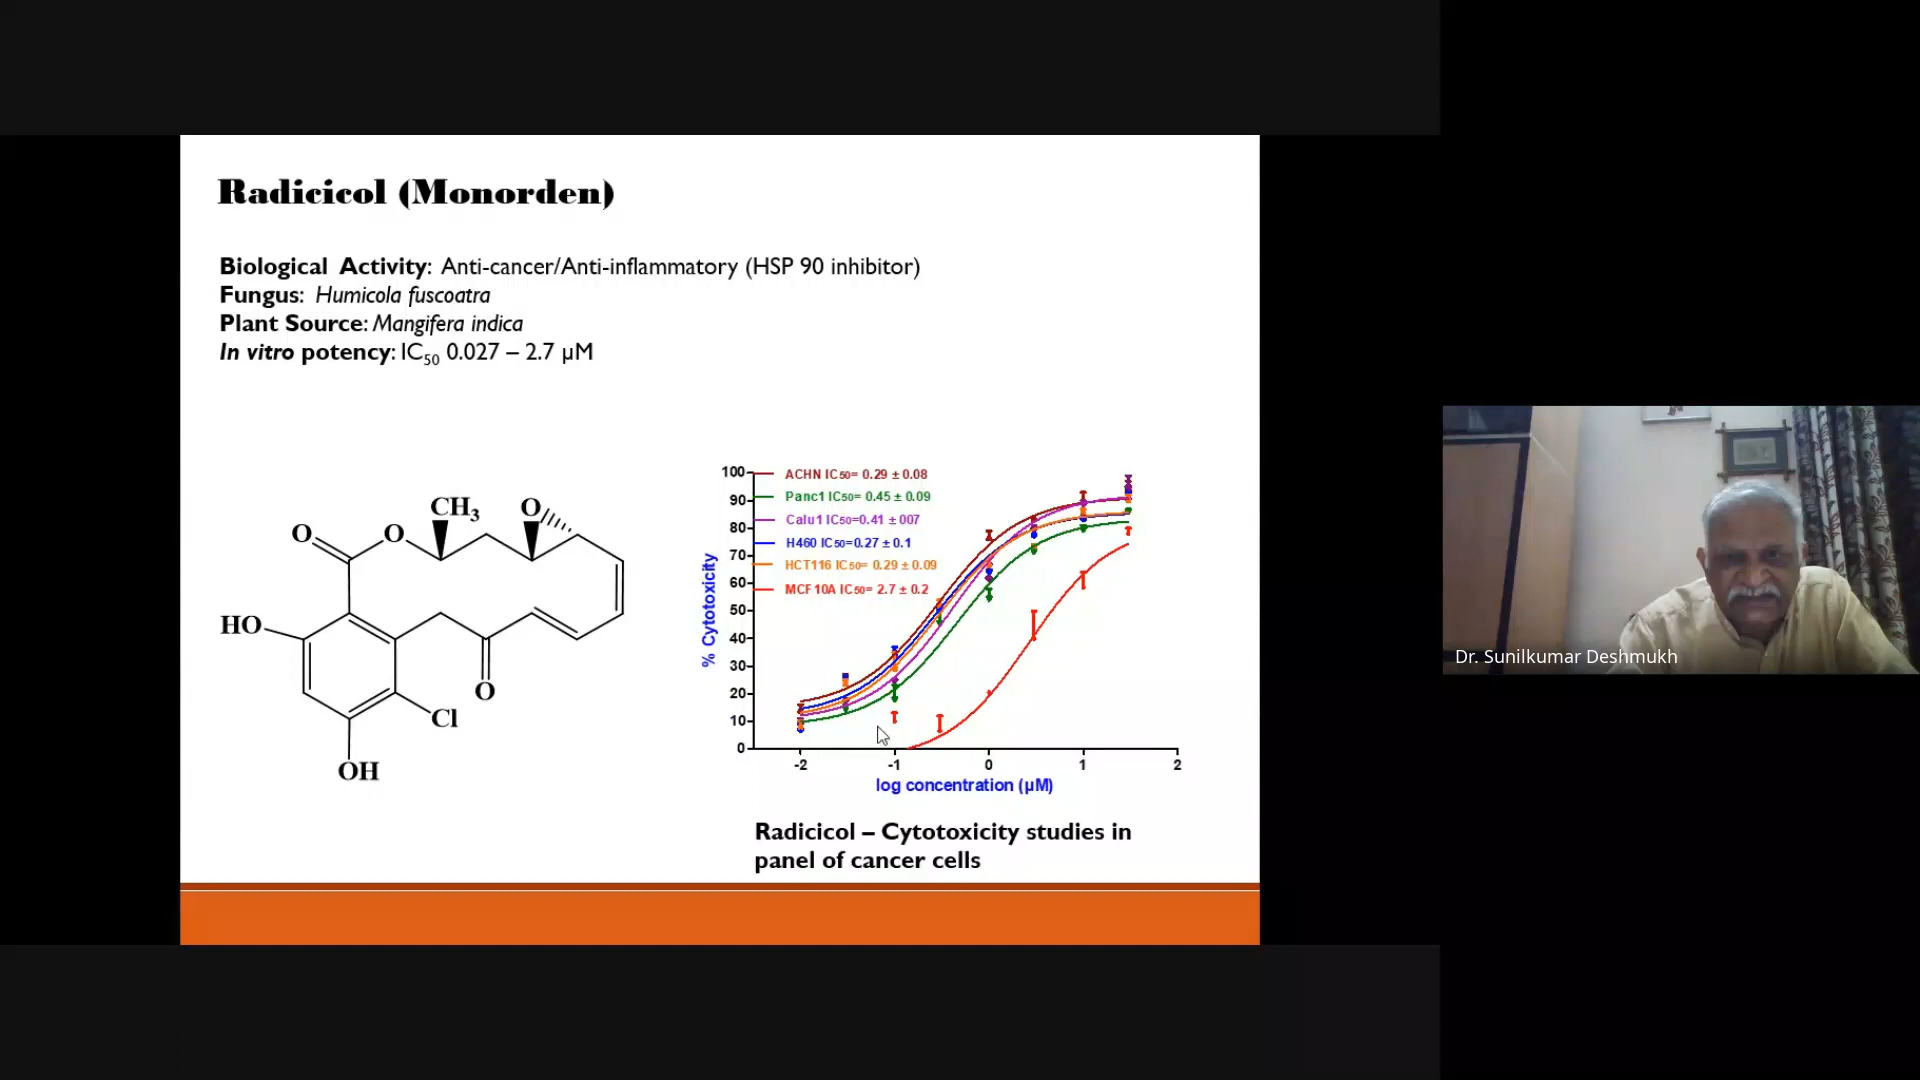 Radicicol (Monorden)
Biological Activity: Anti-cancer/Anti-inflammatory (HSP 90 inhibitor)
Fungus: Humicola fuscoatra
Plant Source: Mangifera indica
In vitro potency: IC50 0.027 – 2.7 µM
CH3
O
O
O
HO
O
Cl
OH
% Cytotoxicity
100
90
80
70
60
50
40
30
20
10
0
ACHN IC50= 0.29 ± 0.08
Panc1 IC50= 0.45 ± 0.09
Calu1 IC50=0.41 ± 007
H460 IC50=0.27 ± 0.1
HCT116 IC50= 0.29 ± 0.09
MCF10A IC50= 2.7 ± 0.2
-2 -1 0 1 2
log concentration (µM)
Radicicol – Cytotoxicity studies in
panel of cancer cells
Dr. Sunilkumar Deshmukh